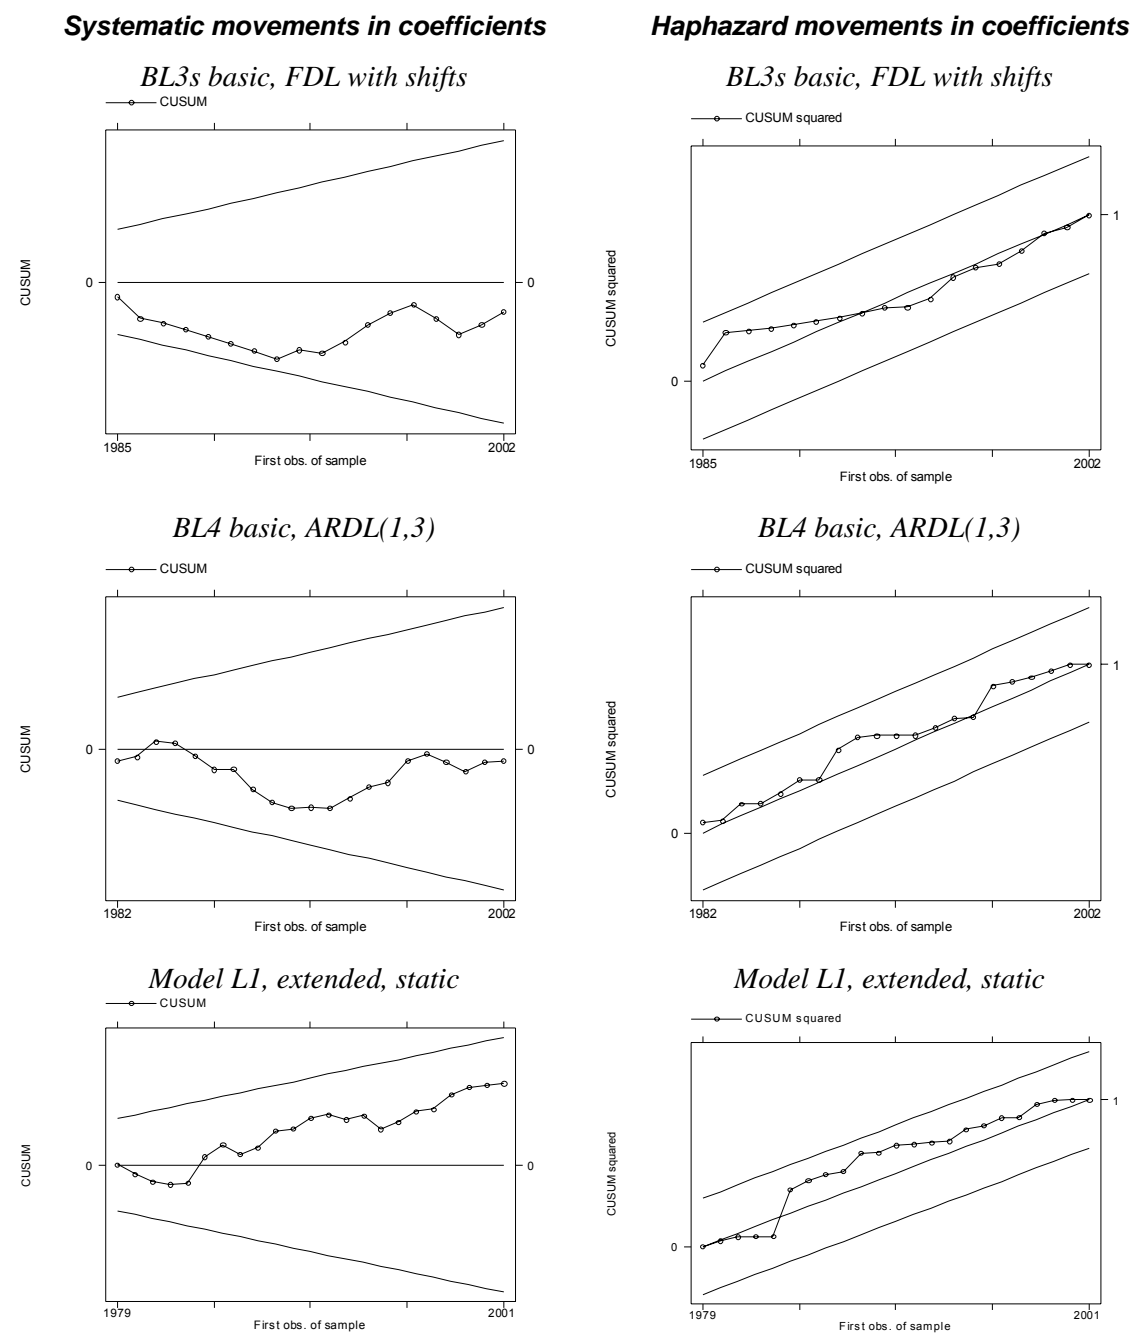 Systematic movements in coefficients
Haphazard movements in coefficients
BL3s basic, FDL with shifts
CUSUM
CUSUM
0
0
1985
2002
First obs. of sample
BL3s basic, FDL with shifts
CUSUM squared
CUSUM squared
1
0
1985
2002
First obs. of sample
BL4 basic, ARDL(1,3)
CUSUM
CUSUM
0
0
1982
2002
First obs. of sample
BL4 basic, ARDL(1,3)
CUSUM squared
CUSUM squared
1
0
1982
2002
First obs. of sample
Model L1, extended, static
CUSUM
CUSUM
0
0
1979
2001
First obs. of sample
Model L1, extended, static
CUSUM squared
CUSUM squared
1
0
1979
2001
First obs. of sample